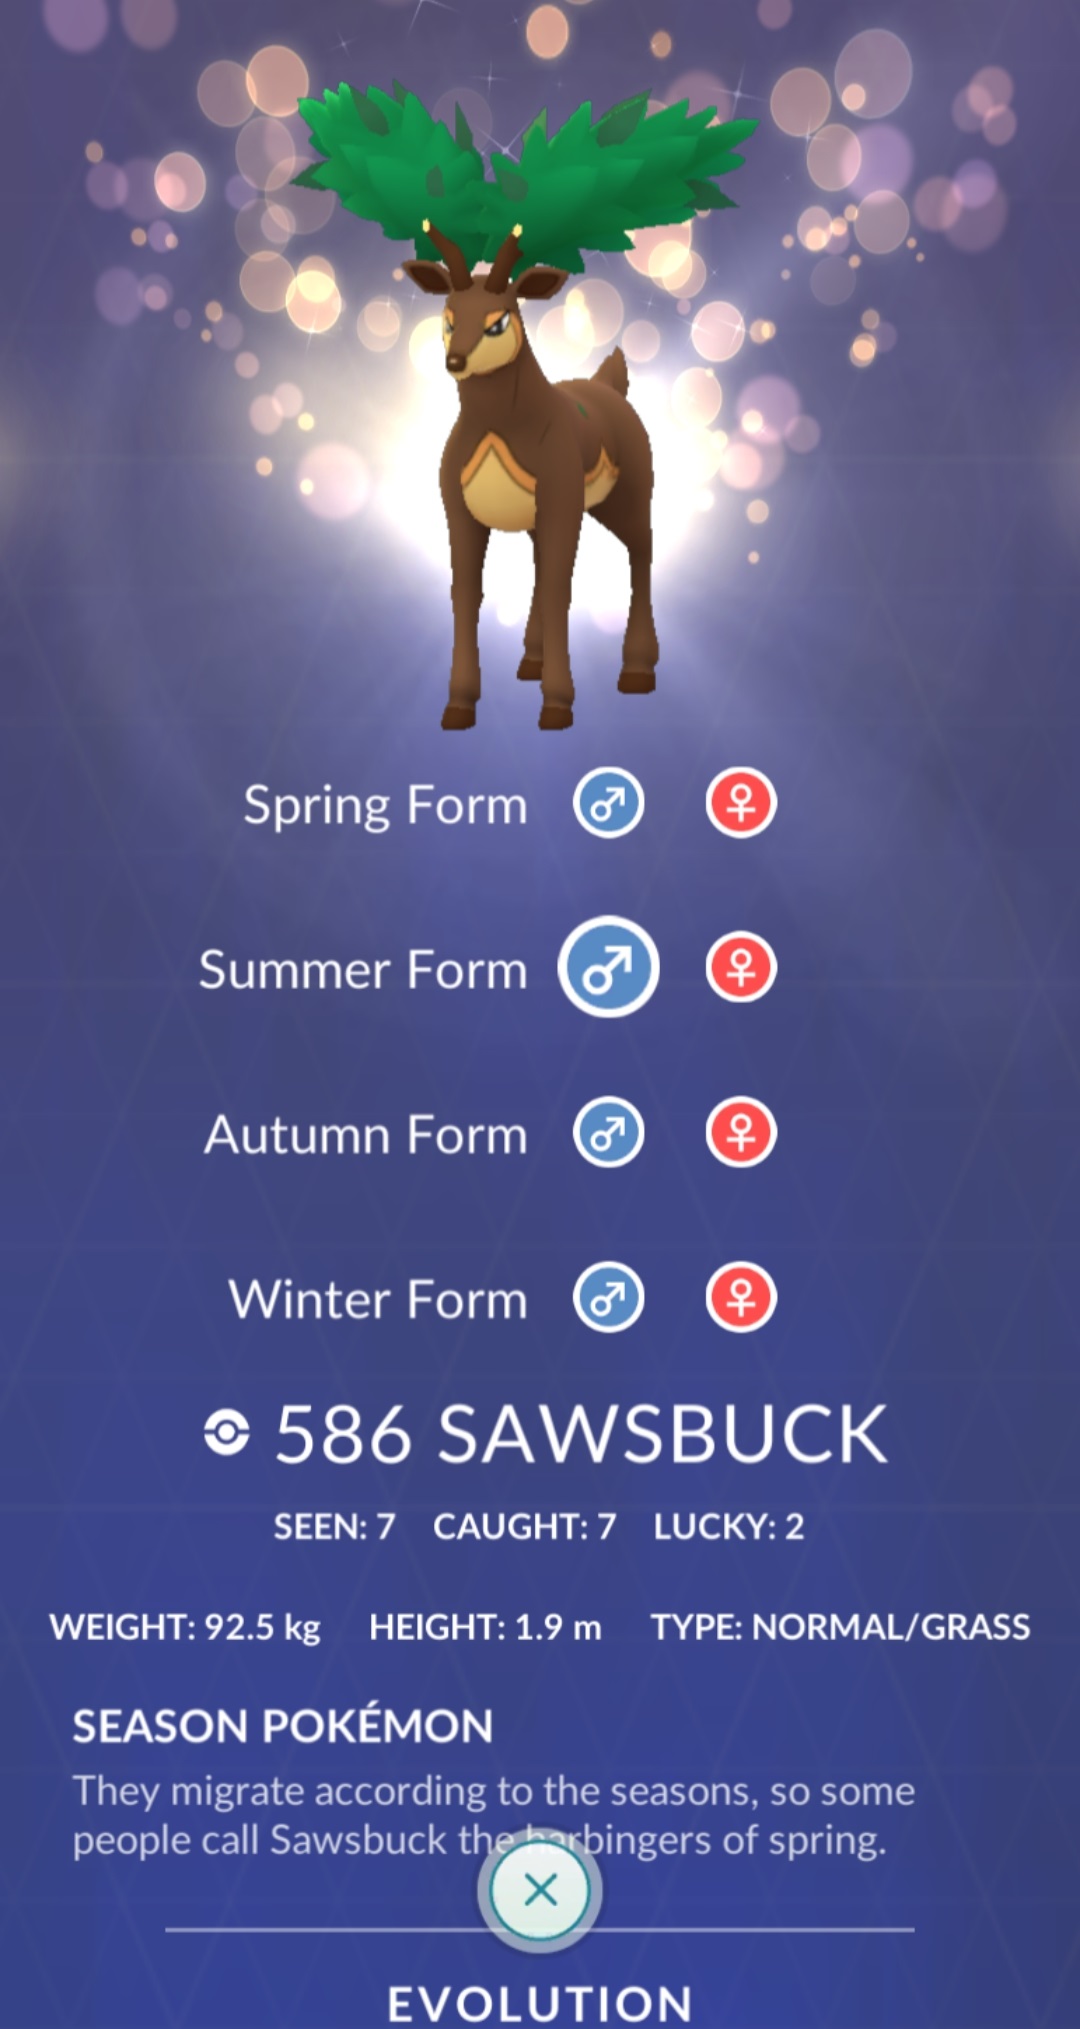 Spring Form
Summer Form
Autumn Form
Winter Form
586 SAWSBUCK
SEEN: 7 CAUGHT: 7 LUCKY: 2
WEIGHT: 92.5 kg HEIGHT: 1.9 m TYPE: NORMAL/GRASS
SEASON POKÉMON
They migrate according to the seasons, so some
people call Sawsbuck the harbingers of spring.
EVOLUTION